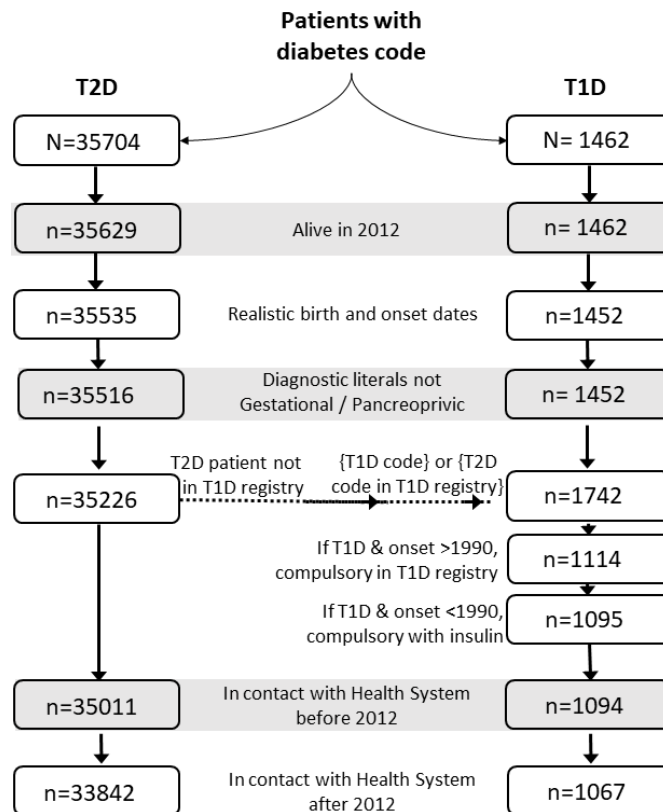 Patients with
diabetes code
T2D
T1D
N=35704
N= 1462
n=35629
Alive in 2012
n= 1462
n=35535
Realistic birth and onset dates
n=1452
n=35516
Diagnostic literals not
Gestational / Pancreoprivic
n= 1452
n=35226
T2D patient not
in T1D registry
{T1D code} or {T2D
code in T1D registry}
n=1742
If T1D & onset >1990,
compulsory in T1D registry
n=1114
If T1D & onset <1990,
compulsory with insulin
n=1095
n=35011
In contact with Health System
before 2012
n=1094
n=33842
In contact with Health System
after 2012
n=1067